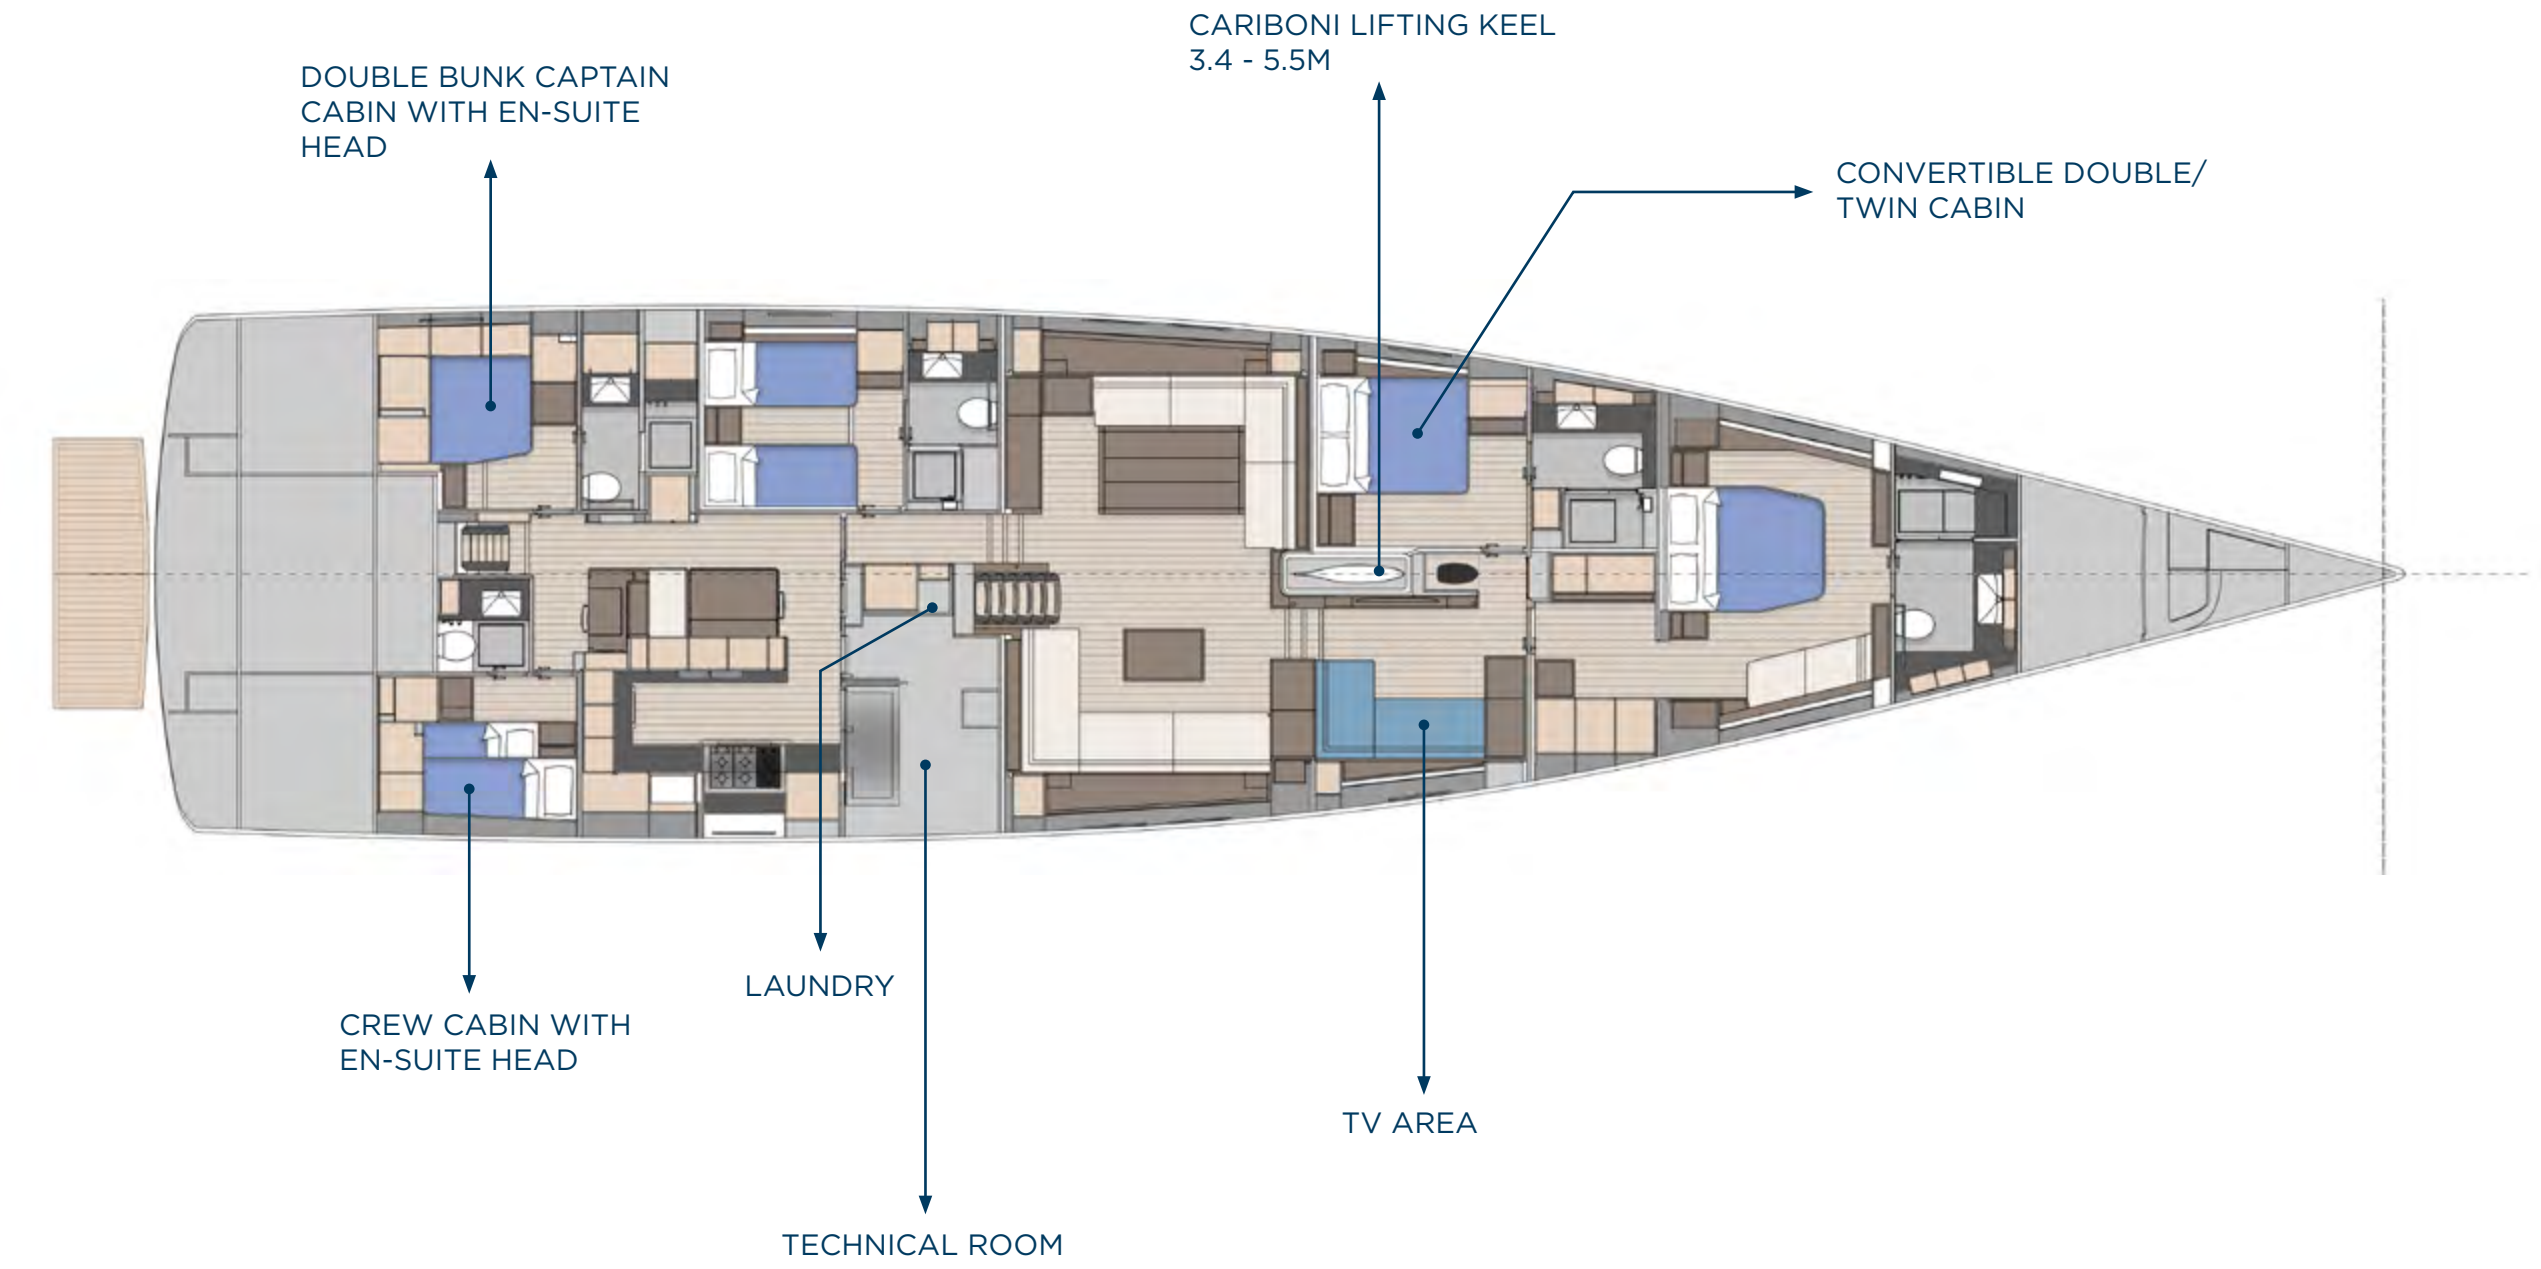 CARIBONI LIFTING KEEL
3.4 - 5.5M
DOUBLE BUNK CAPTAIN
CABIN WITH EN-SUITE
HEAD
CONVERTIBLE DOUBLE/
TWIN CABIN
LAUNDRY
CREW CABIN WITH
EN-SUITE HEAD
TV AREA
TECHNICAL ROOM